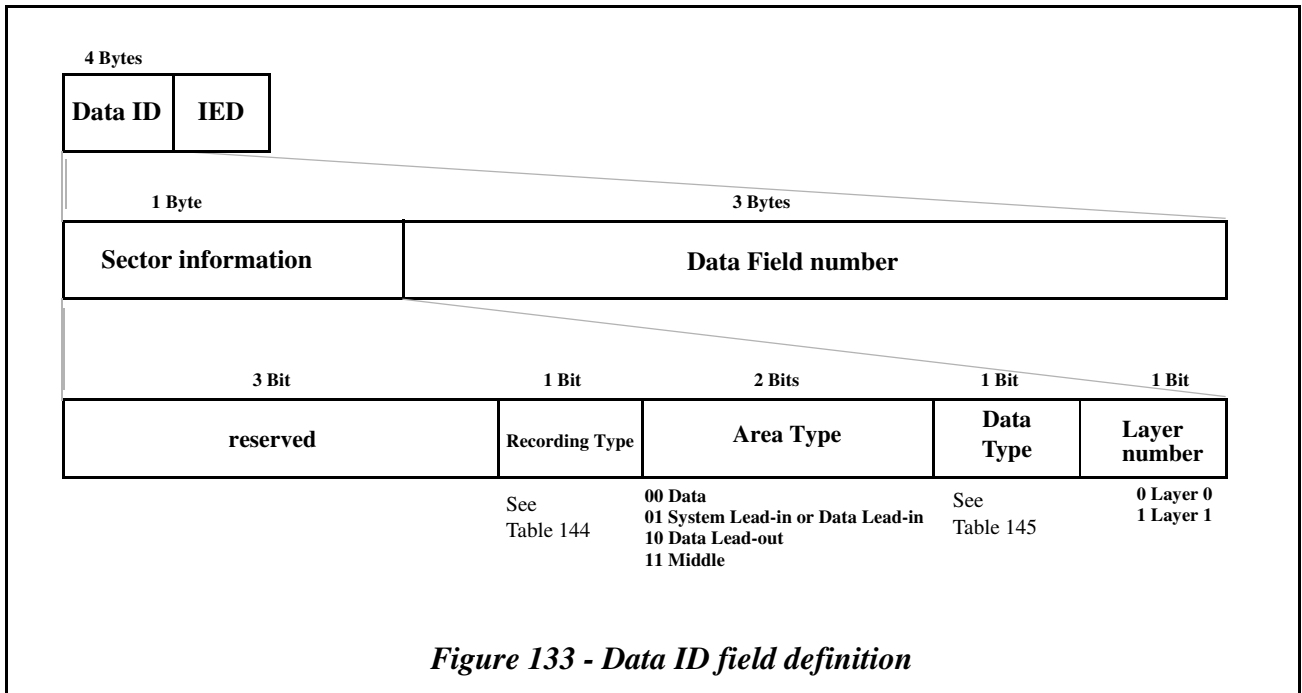 4 Bytes
Data ID IED
1 Byte 3 Bytes
Sector information Data Field number
3 Bit 1 Bit 2 Bits 1 Bit 1 Bit
reserved Recording Type Area Type Data Type Layer number
See Table 144
00 Data
01 System Lead-in or Data Lead-in
10 Data Lead-out
11 Middle
See Table 145
0 Layer 0
1 Layer 1
Figure 133 - Data ID field definition